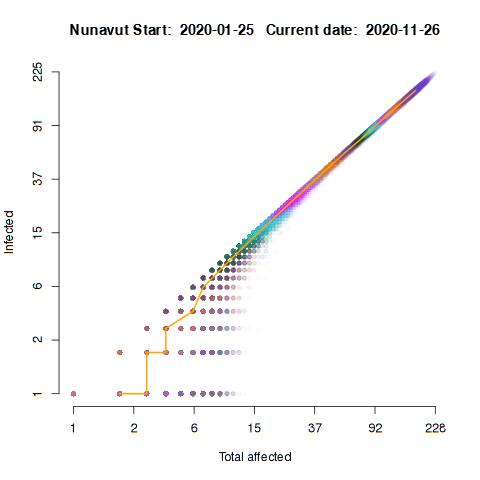 Nunavut Start: 2020-01-25 Current date: 2020-11-26
225
91
37
15
6
2
1
Infected
1 2 6 15 37 92 228
Total affected